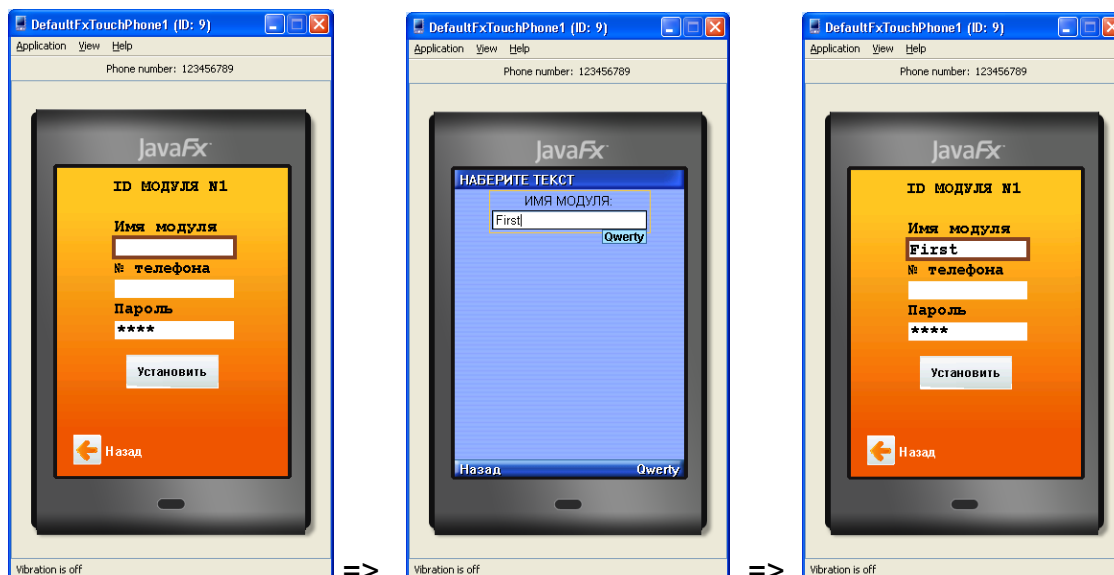 DefaultFxTouchPhone1 (ID: 9)
Application View Help
Phone number: 123456789
JavaFx
ID МОДУЛЯ N1
Имя модуля
№ телефона
Пароль
****
Установить
Назад
Vibration is off
=>
DefaultFxTouchPhone1 (ID: 9)
Application View Help
Phone number: 123456789
JavaFx
НАБЕРИТЕ ТЕКСТ
ИМЯ МОДУЛЯ:
First
Qwerty
Назад Qwerty
Vibration is off
=>
DefaultFxTouchPhone1 (ID: 9)
Application View Help
Phone number: 123456789
JavaFx
ID МОДУЛЯ N1
Имя модуля
First
№ телефона
Пароль
****
Установить
Назад
Vibration is off